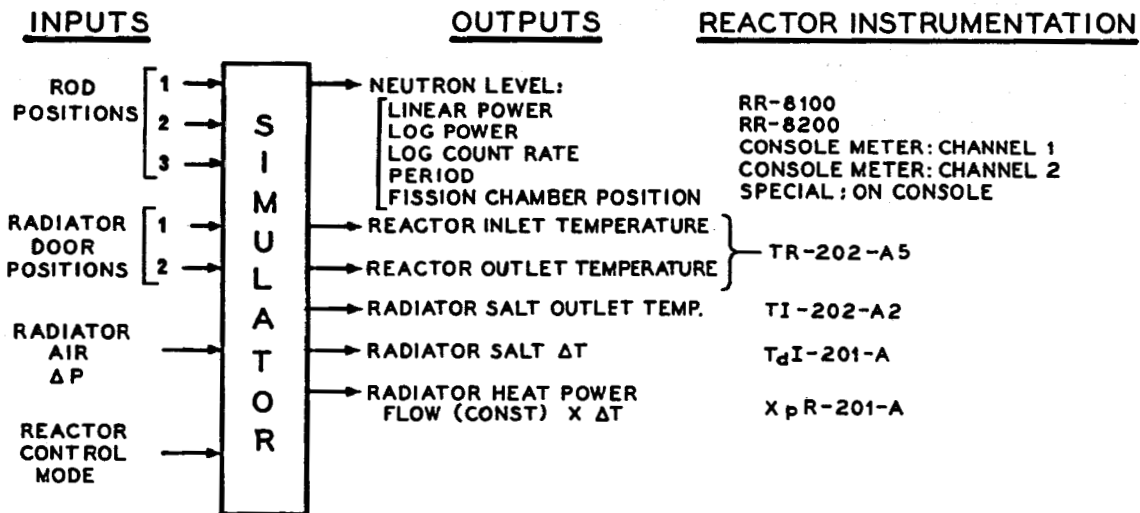 INPUTS
OUTPUTS
REACTOR INSTRUMENTATION
ROD
POSITIONS
1
2
3
RADIATOR
DOOR
POSITIONS
1
2
RADIATOR
AIR
ΔP
REACTOR
CONTROL
MODE
SIMULATOR
NEUTRON LEVEL:
LINEAR POWER
LOG POWER
LOG COUNT RATE
PERIOD
FISSION CHAMBER POSITION
REACTOR INLET TEMPERATURE
REACTOR OUTLET TEMPERATURE
RADIATOR SALT OUTLET TEMP.
RADIATOR SALT ΔT
RADIATOR HEAT POWER
FLOW (CONST) X ΔT
RR-8100
RR-8200
CONSOLE METER: CHANNEL 1
CONSOLE METER: CHANNEL 2
SPECIAL: ON CONSOLE
TR-202-A5
TI-202-A2
TdI-201-A
XpR-201-A